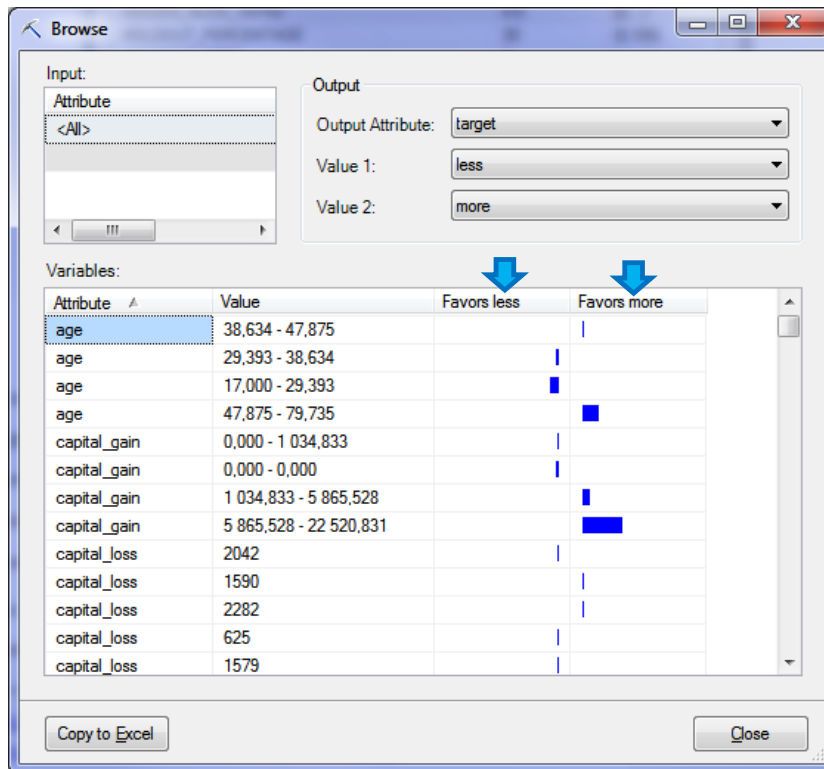 Browse
Input:
Attribute
<All>
Output
Output Attribute: target
Value 1: less
Value 2: more
Variables:
Attribute Value Favors less Favors more
age 38,634 - 47,875
age 29,393 - 38,634
age 17,000 - 29,393
age 47,875 - 79,735
capital_gain 0,000 - 1 034,833
capital_gain 0,000 - 0,000
capital_gain 1 034,833 - 5 865,528
capital_gain 5 865,528 - 22 520,831
capital_loss 2042
capital_loss 1590
capital_loss 2282
capital_loss 625
capital_loss 1579
Copy to Excel Close